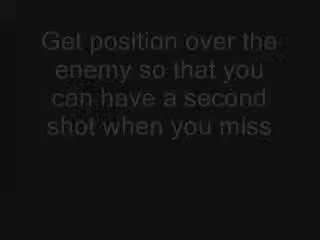 Get position over the
enemy so that you
can have a second
shot when you miss